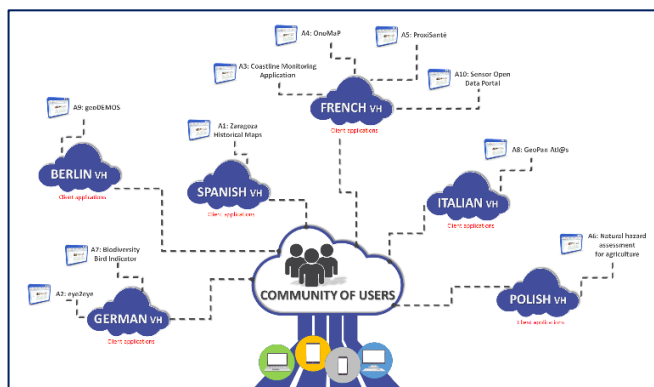 A4: OnoMaP
A5: ProxiSanté
A3: Coastline Monitoring
Application
A10: Sensor Open
Data Portal
FRENCH VH
Client applications
A9: geoDEMOS
BERLIN VH
Client applications
A1: Zaragoza
Historical Maps
SPANISH VH
Client applications
A8: GeoPan Atl@s
ITALIAN VH
Client applications
A7: Biodiversity
Bird Indicator
A2: eye2eye
GERMAN VH
Client applications
COMMUNITY OF USERS
A6: Natural hazard
assessment
for agriculture
POLISH VH
Client applications